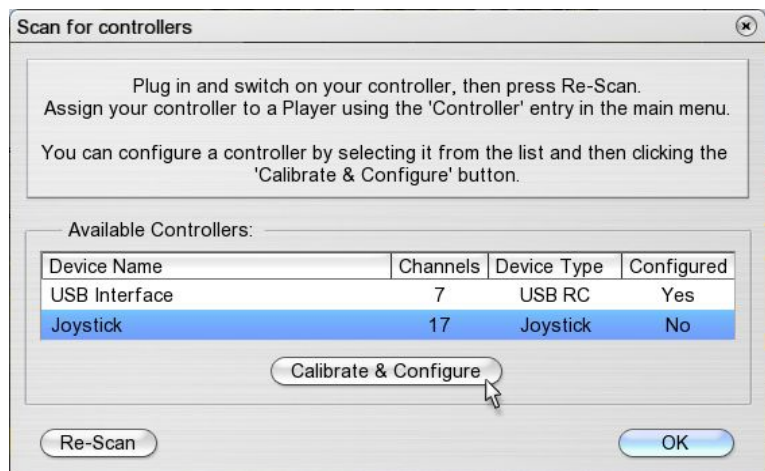 Scan for controllers
Plug in and switch on your controller, then press Re-Scan.
Assign your controller to a Player using the 'Controller' entry in the main menu.
You can configure a controller by selecting it from the list and then clicking the
'Calibrate & Configure' button.
Available Controllers:
Device Name Channels Device Type Configured
USB Interface 7 USB RC Yes
Joystick 17 Joystick No
Calibrate & Configure
Re-Scan OK